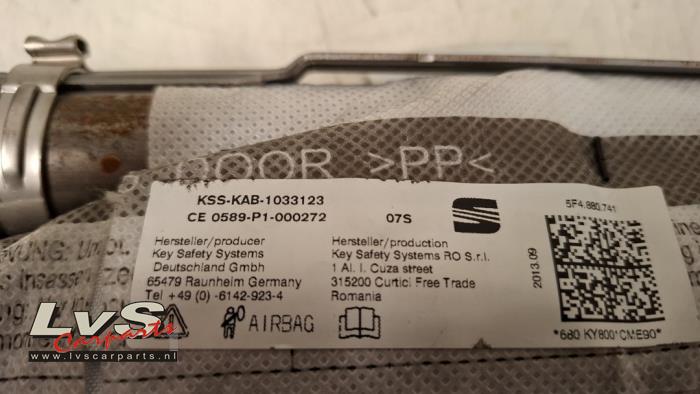 DOOR >PP<
KSS-KAB-1033123
CE 0589-P1-000272 07S
5F4.880.741
2013.09
Hersteller/producer
Key Safety Systems
Deutschland Gmbh
65479 Raunheim Germany
Tel +49 (0) -6142-923-4
Hersteller/production
Key Safety Systems RO S.r.l.
1 Al. I. Cuza street
315200 Curtici Free Trade
Romania
AIRBAG
*680 KY800*CME90*
LvS
Carparts
www.lvscarparts.nl